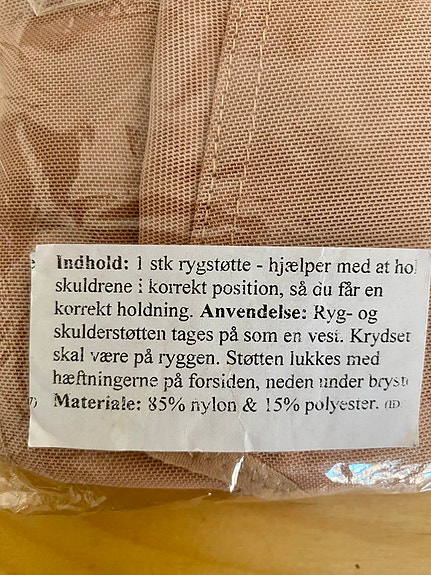 e Indhold: 1 stk rygstøtte - hjælper med at hol
skuldrene i korrekt position, så du får en
korrekt holdning. Anvendelse: Ryg- og
skulderstøtten tages på som en vest. Krydset
skal være på ryggen. Støtten lukkes med
hæftningerne på forsiden, neden under bryst
Materiale: 85% nylon & 15% polyester. (ID